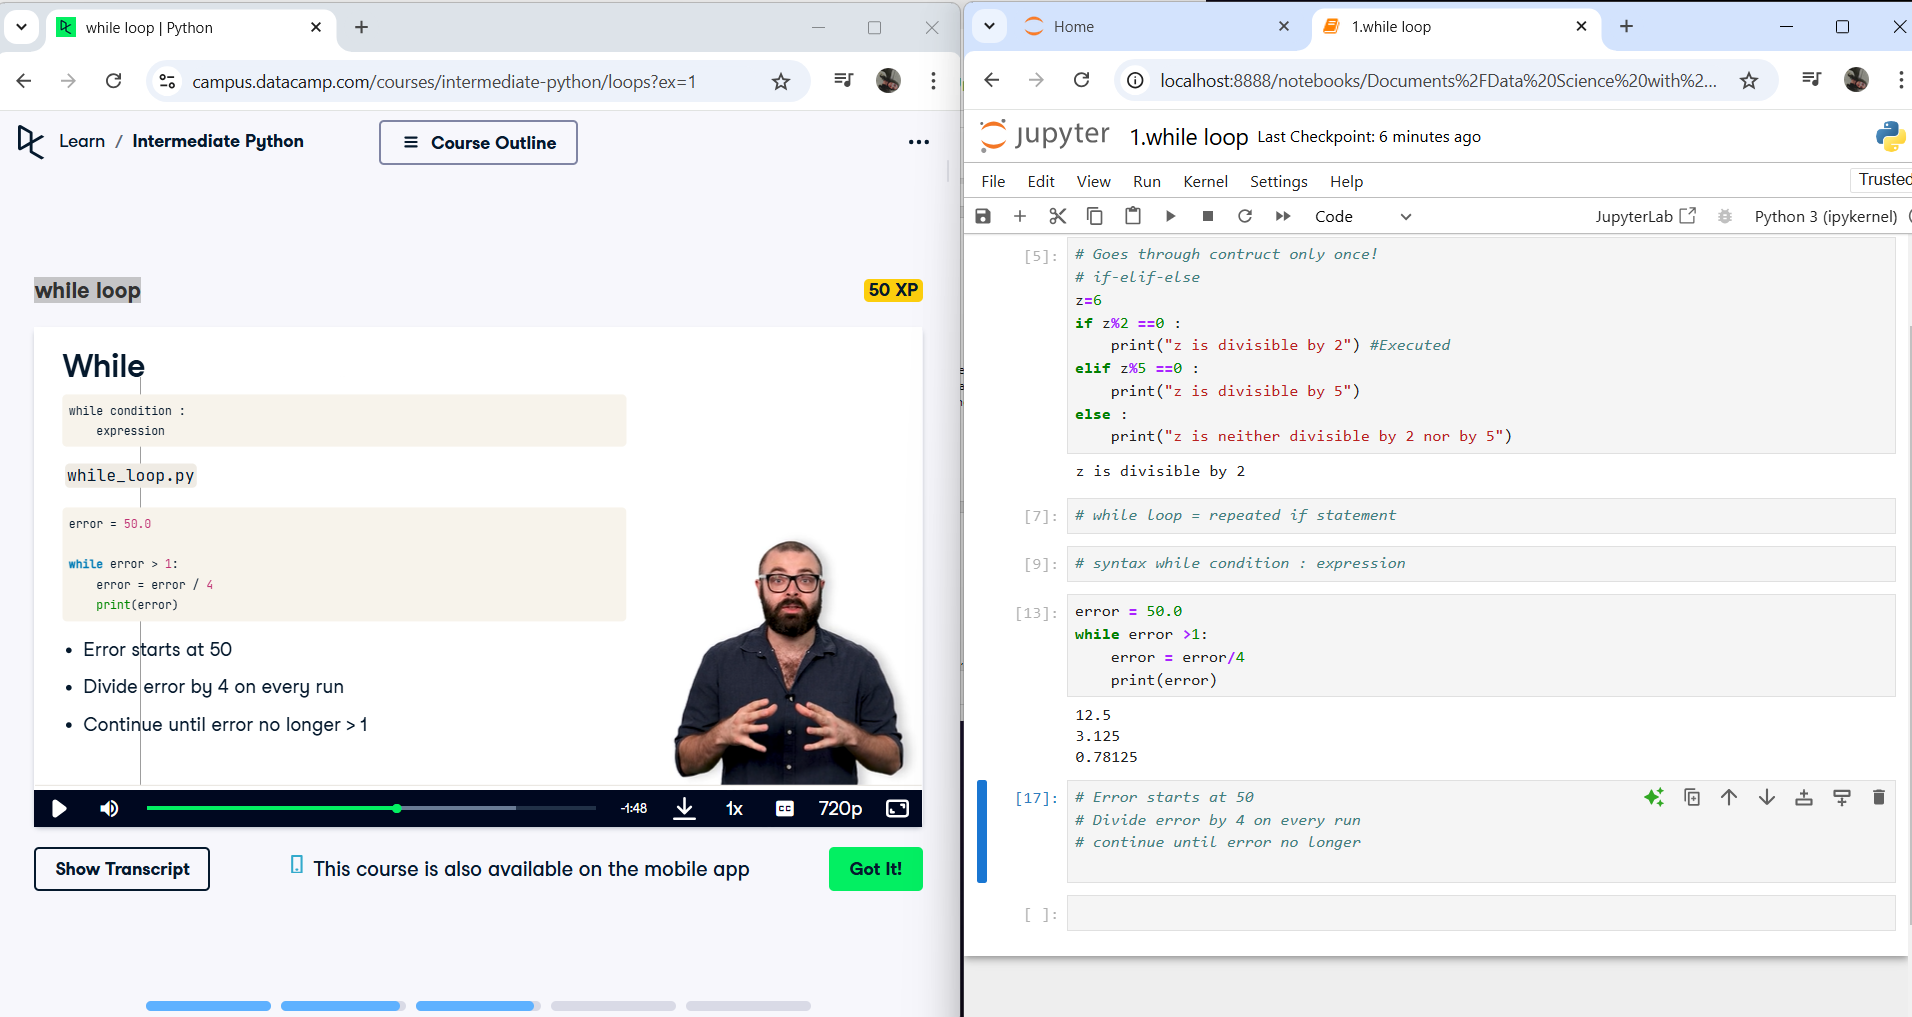 while loop | Python
campus.datacamp.com/courses/intermediate-python/loops?ex=1
Learn / Intermediate Python
Course Outline
while loop
50 XP
While
while condition :
    expression
while_loop.py
error = 50.0
while error > 1:
    error = error / 4
    print(error)
• Error starts at 50
• Divide error by 4 on every run
• Continue until error no longer > 1
-1:48
1x
CC
720p
Show Transcript
This course is also available on the mobile app
Got It!
Home
1.while loop
localhost:8888/notebooks/Documents%2FData%20Science%20with%2...
jupyter 1.while loop Last Checkpoint: 6 minutes ago
File Edit View Run Kernel Settings Help
Trusted
Code
JupyterLab
Python 3 (ipykernel)
[5]:
# Goes through contruct only once!
# if-elif-else
z=6
if z%2 ==0 :
    print("z is divisible by 2") #Executed
elif z%5 ==0 :
    print("z is divisible by 5")
else :
    print("z is neither divisible by 2 nor by 5")
z is divisible by 2
[7]:
# while loop = repeated if statement
[9]:
# syntax while condition : expression
[13]:
error = 50.0
while error >1:
    error = error/4
    print(error)
12.5
3.125
0.78125
[17]:
# Error starts at 50
# Divide error by 4 on every run
# continue until error no longer
[ ]: